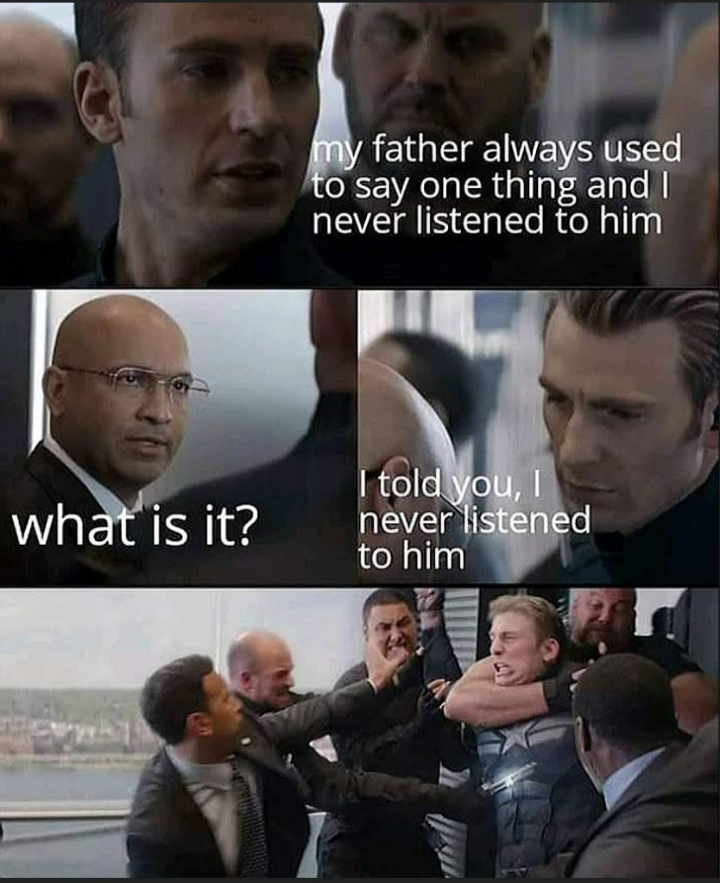 my father always used
to say one thing and I
never listened to him
what is it?
I told you, I
never listened
to him